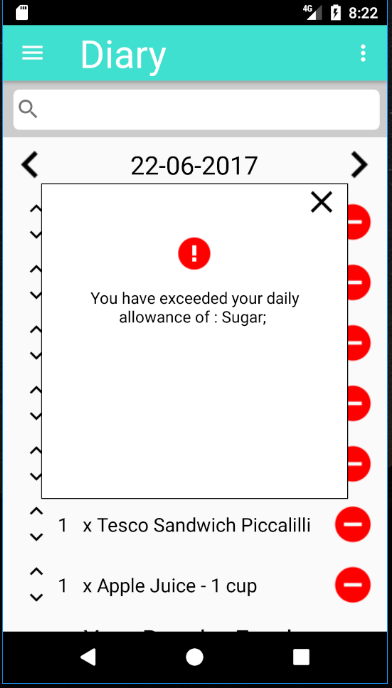 4G 8:22
Diary
22-06-2017
You have exceeded your daily
allowance of : Sugar;
1 x Tesco Sandwich Piccalilli
1 x Apple Juice - 1 cup